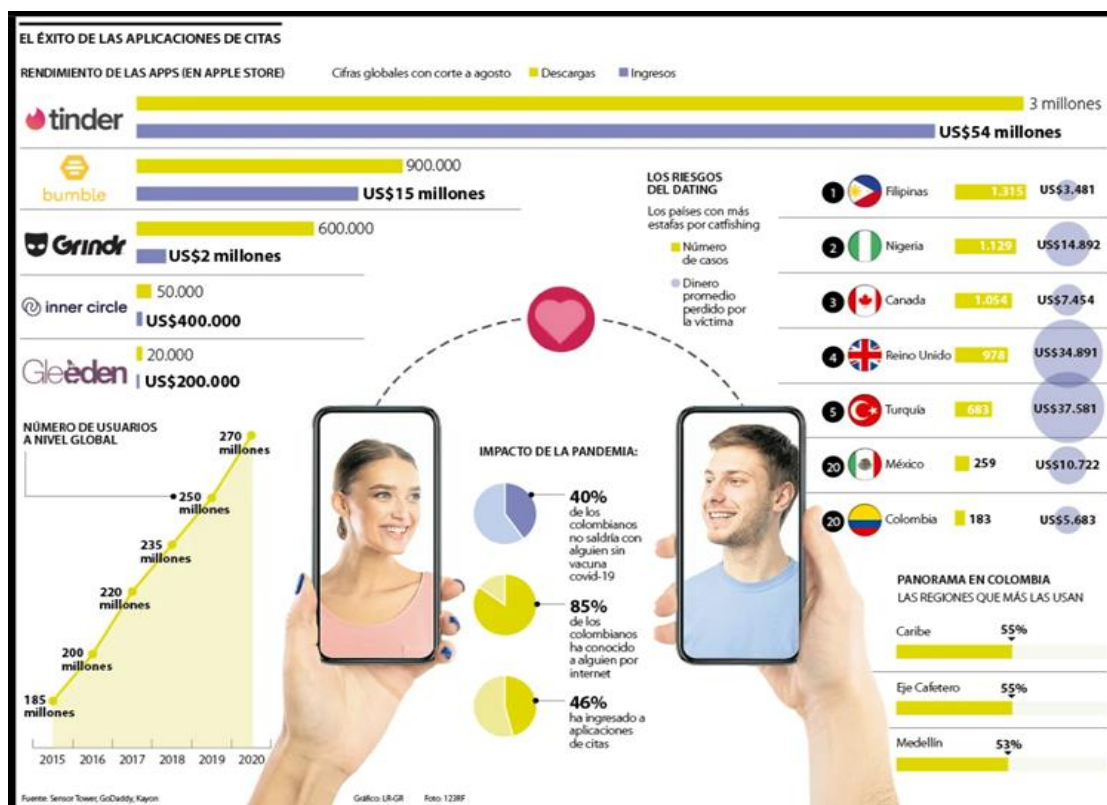 EL ÉXITO DE LAS APLICACIONES DE CITAS
RENDIMIENTO DE LAS APPS (EN APPLE STORE)
Cifras globales con corte a agosto
Descargas
Ingresos
tinder
3 millones
US$54 millones
bumble
900.000
US$15 millones
Grindr
600.000
US$2 millones
inner circle
50.000
US$400.000
Gleeden
20.000
US$200.000
LOS RIESGOS
DEL DATING
Los países con más
estafas por catfishing
Número
de casos
Dinero
promedio
perdido por
la víctima
1 Filipinas 1.315 US$3.481
2 Nigeria 1.129 US$14.892
3 Canada 1.054 US$7.454
4 Reino Unido 978 US$34.891
5 Turquía 683 US$37.581
20 México 259 US$10.722
20 Colombia 183 US$5.683
NÚMERO DE USUARIOS
A NIVEL GLOBAL
185
millones
200
millones
220
millones
235
millones
250
millones
270
millones
2015 2016 2017 2018 2019 2020
IMPACTO DE LA PANDEMIA:
40%
de los
colombianos
no saldría con
alguien sin
vacuna
covid-19
85%
de los
colombianos
ha conocido
a alguien por
internet
46%
ha ingresado a
aplicaciones
de citas
PANORAMA EN COLOMBIA
LAS REGIONES QUE MÁS LAS USAN
Caribe 55%
Eje Cafetero 55%
Medellín 53%
Fuente: Sensor Tower, GoDaddy, Kayon
Gráfico: LR-GR
Foto: 123RF